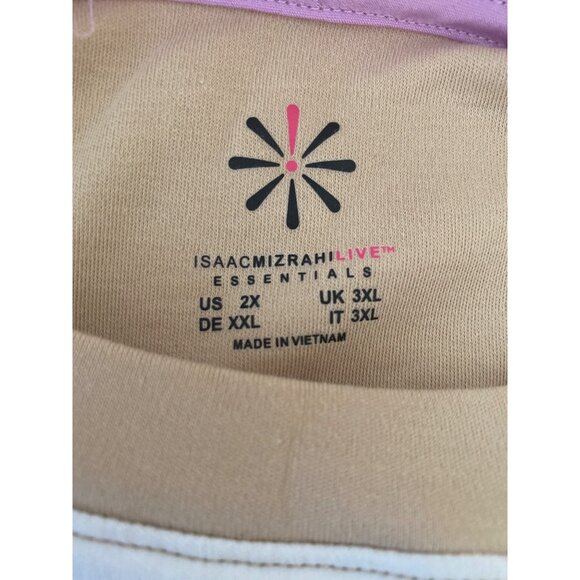 ISAACMIZRAHILIVE™
ESSENTIALS
US 2X UK 3XL
DE XXL IT 3XL
MADE IN VIETNAM